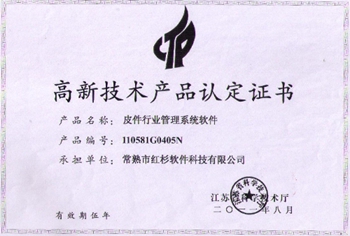 高新技术产品认定证书
产品名称： 皮件行业管理系统软件
产品编号： 110581G0405N
承担单位： 常熟市红杉软件科技有限公司
江苏省科学技术厅
二〇一一年八月
有效期伍年